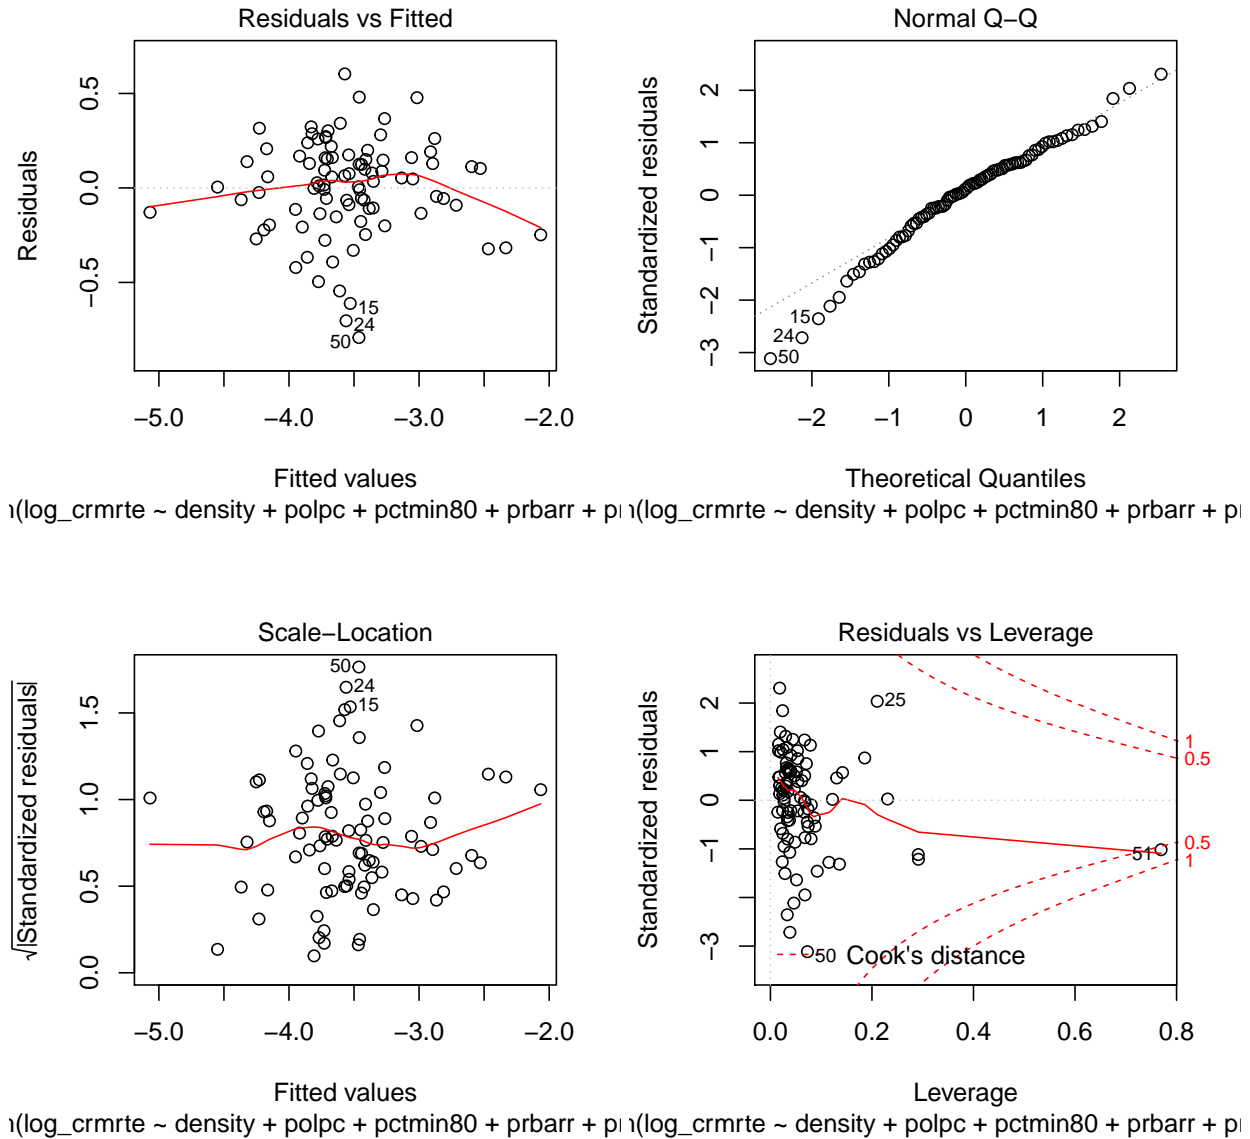 Residuals vs Fitted
Residuals
0.5
0.0
−0.5
15
24
50
−5.0 −4.0 −3.0 −2.0
Fitted values
n(log_crmrte ~ density + polpc + pctmin80 + prbarr + pr
Normal Q−Q
Standardized residuals
2
1
0
−1
−2
−3
15
24
50
−2 −1 0 1 2
Theoretical Quantiles
n(log_crmrte ~ density + polpc + pctmin80 + prbarr + pr
Scale−Location
√|Standardized residuals|
1.5
1.0
0.5
0.0
50
24
15
−5.0 −4.0 −3.0 −2.0
Fitted values
n(log_crmrte ~ density + polpc + pctmin80 + prbarr + pr
Residuals vs Leverage
Standardized residuals
2
1
0
−1
−3
25
1
0.5
0.5
51
1
50
Cook's distance
0.0 0.2 0.4 0.6 0.8
Leverage
n(log_crmrte ~ density + polpc + pctmin80 + prbarr + pr